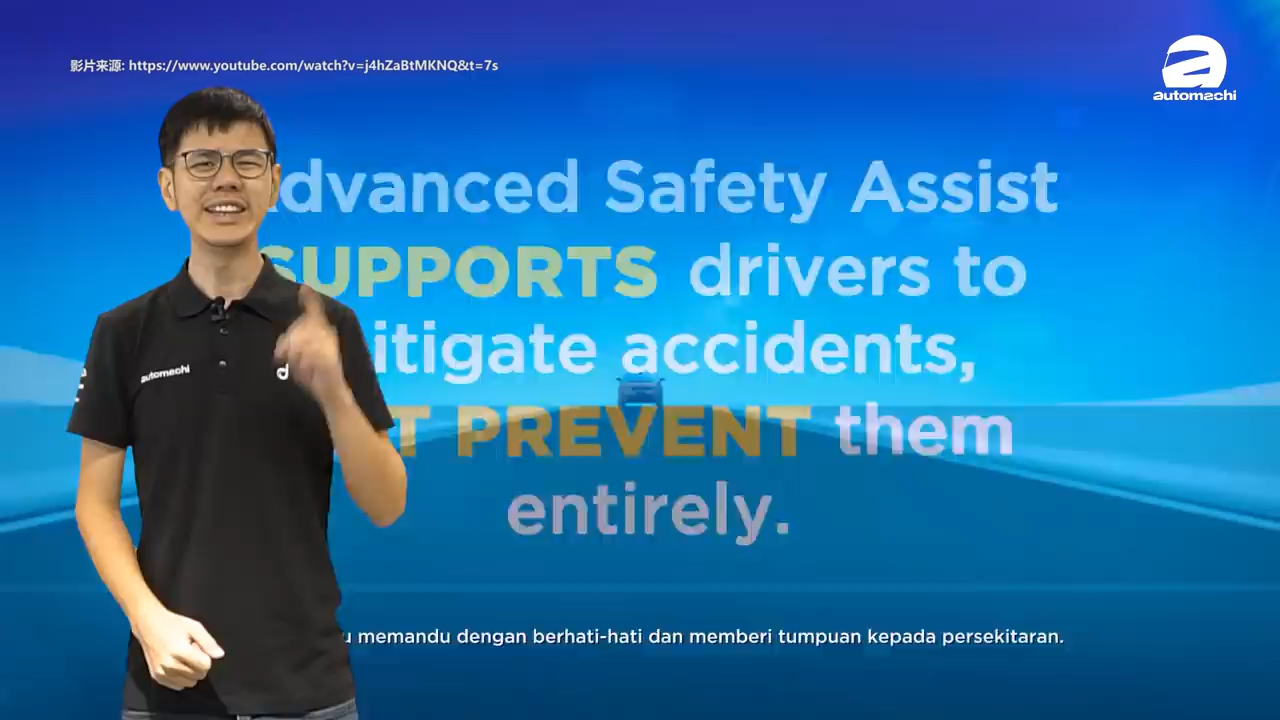 影片来源: https://www.youtube.com/watch?v=j4hZaBtMKNQ&t=7s
automachi
dvanced Safety Assist
SUPPORTS drivers to
itigate accidents,
T PREVENT them
entirely.
automachi
u memandu dengan berhati-hati dan memberi tumpuan kepada persekitaran.